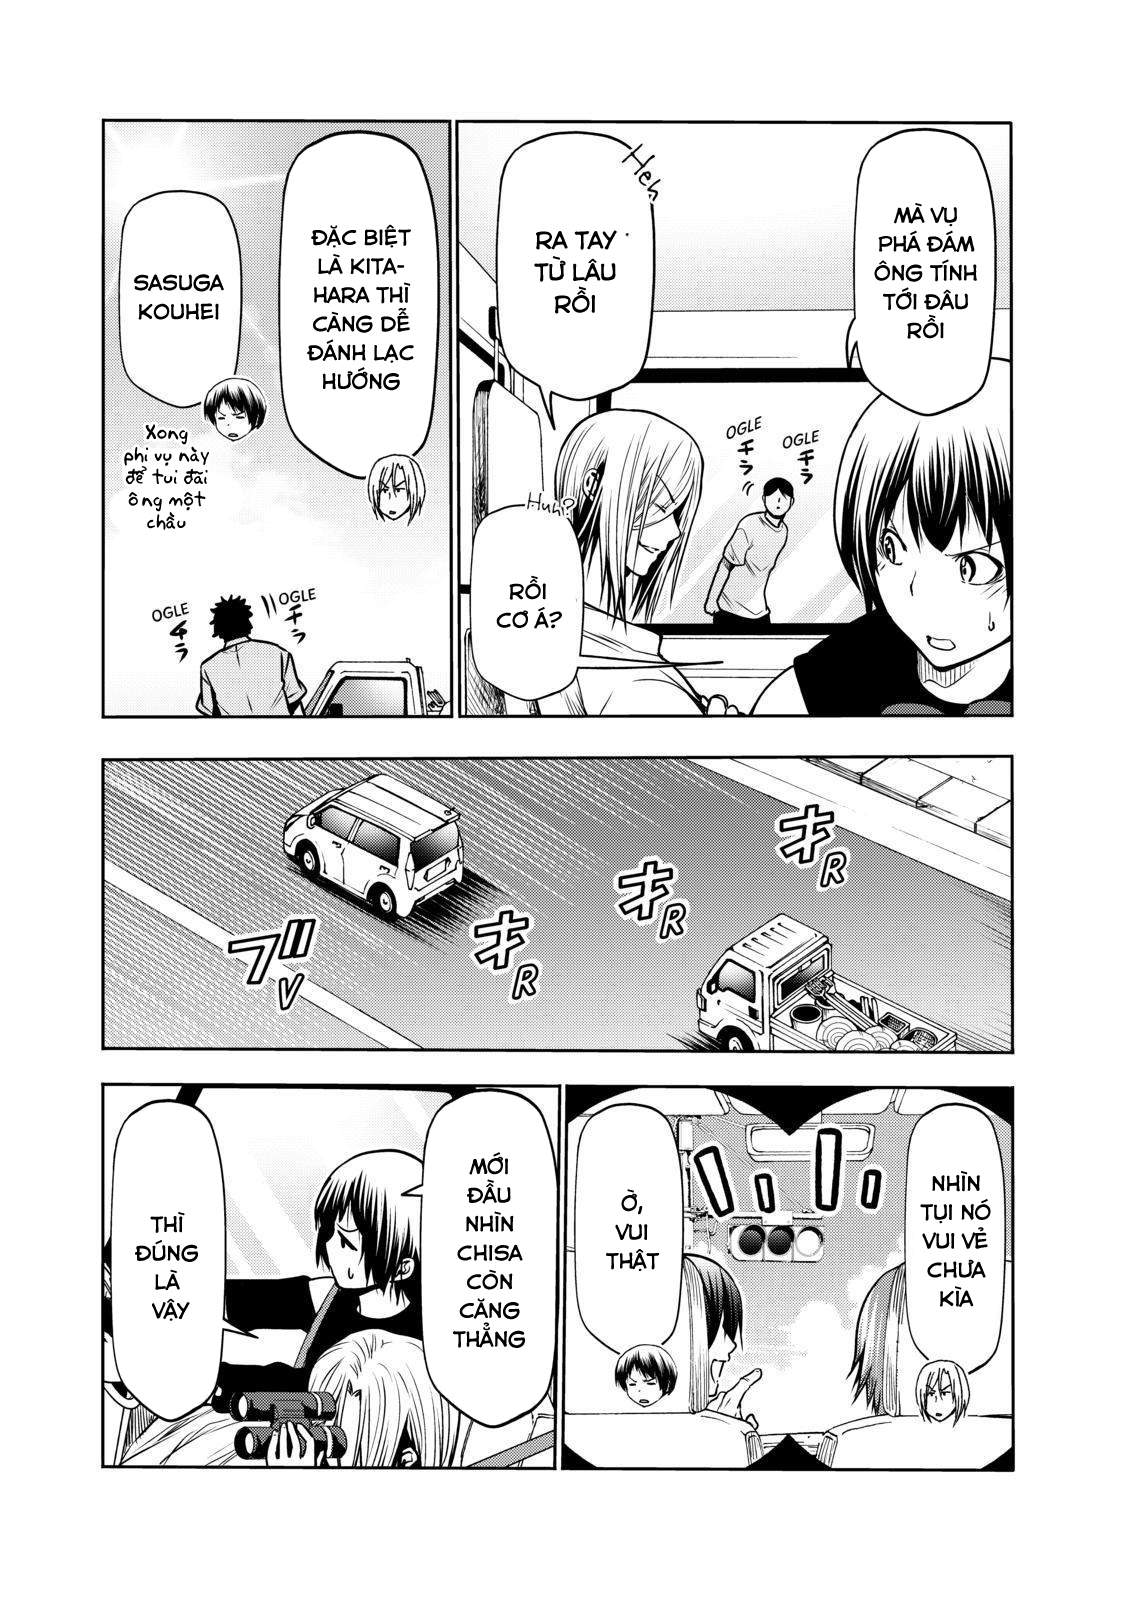 MÀ VỤ
PHÁ ĐÁM
ÔNG TÍNH
TỚI ĐÂU
RỒI
Heh
RA TAY
TỪ LÂU
RỒI
OGLE
チラ
OGLE
チラ
Huh?
RỒI
CƠ Á?
ĐẶC BIỆT
LÀ KITA-
HARA THÌ
CÀNG DỄ
ĐÁNH LẠC
HƯỚNG
SASUGA
KOUHEI
Xong
phi vụ này
để tui đãi
ông một
chầu
OGLE
チラ
OGLE
チラ
オ
R
オ
R
オ
R
ブ
V
NHÌN
TỤI NÓ
VUI VẺ
CHƯA
KÌA
Ờ,
VUI
THẬT
MỚI
ĐẦU
NHÌN
CHISA
CÒN
CĂNG
THẲNG
THÌ
ĐÚNG
LÀ
VẬY